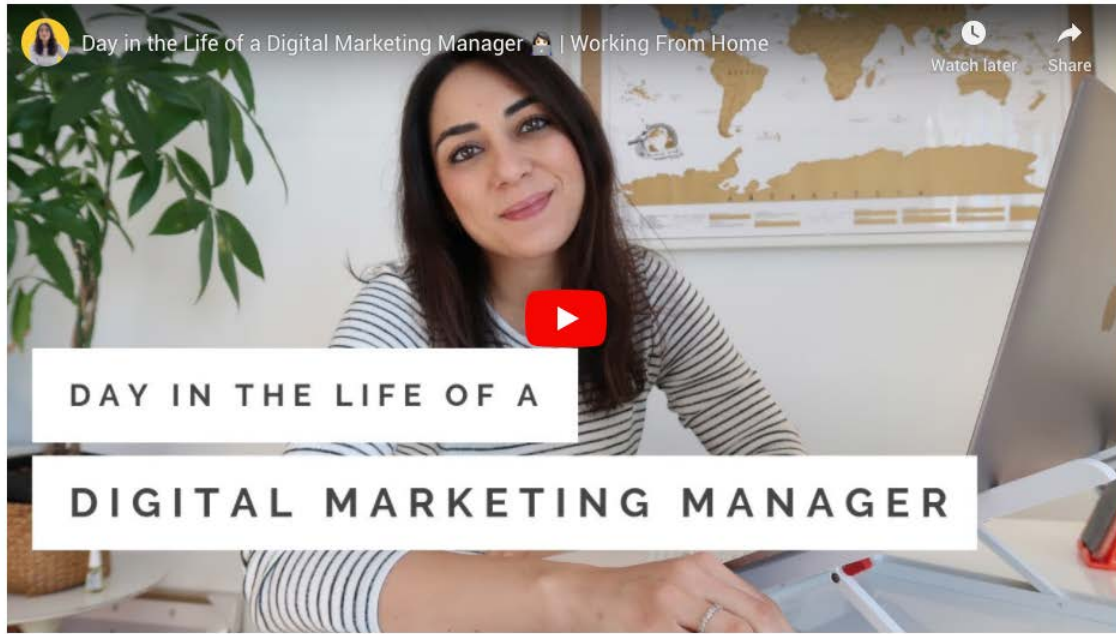 Day in the Life of a Digital Marketing Manager 👩🏻‍💻 | Working From Home
Watch later
Share
DAY IN THE LIFE OF A
DIGITAL MARKETING MANAGER